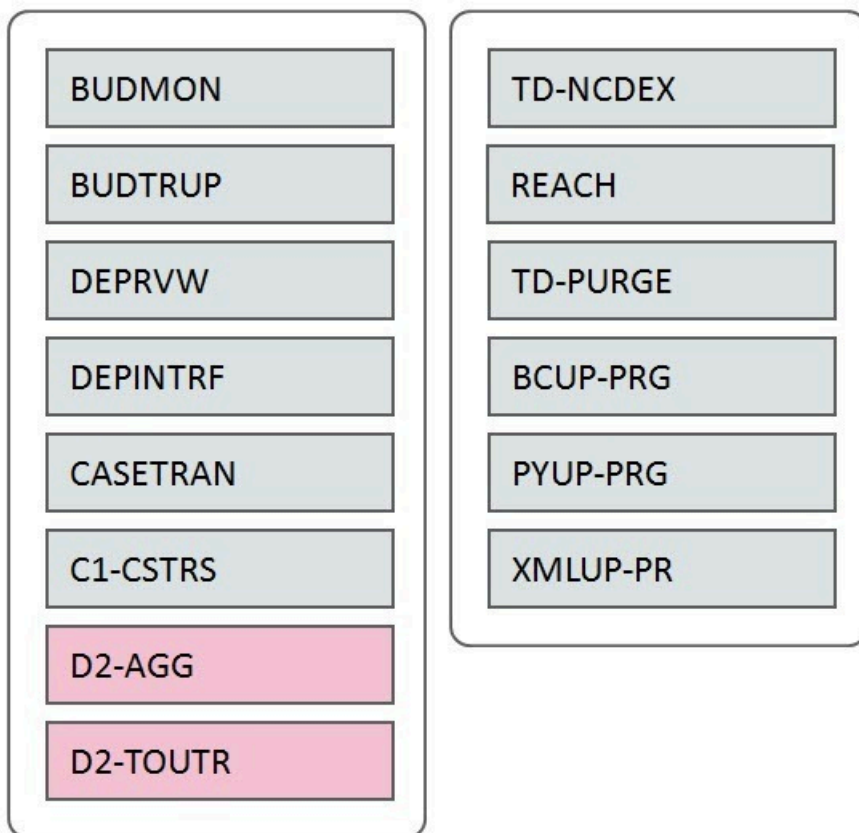 BUDMON
BUDTRUP
DEPRVW
DEPINTRF
CASETRAN
C1-CSTRS
D2-AGG
D2-TOUTR
TD-NCDEX
REACH
TD-PURGE
BCUP-PRG
PYUP-PRG
XMLUP-PR